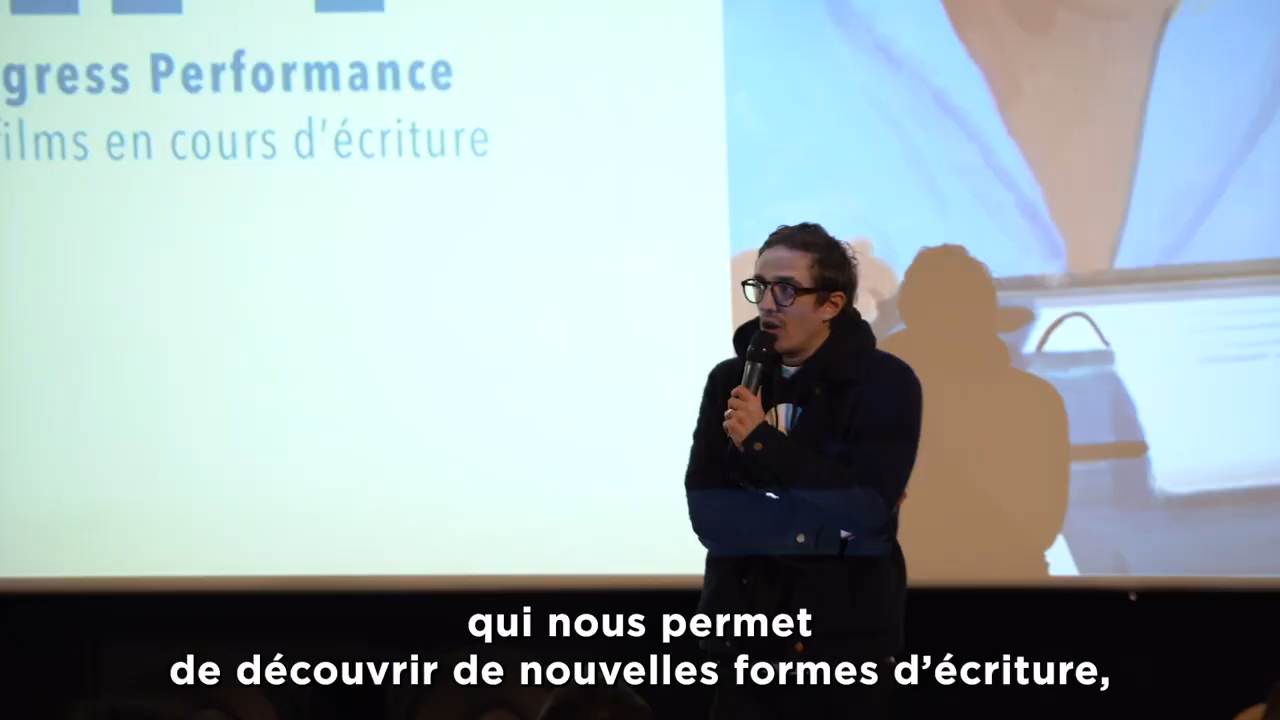 gress Performance
films en cours d'écriture
qui nous permet
de découvrir de nouvelles formes d'écriture,